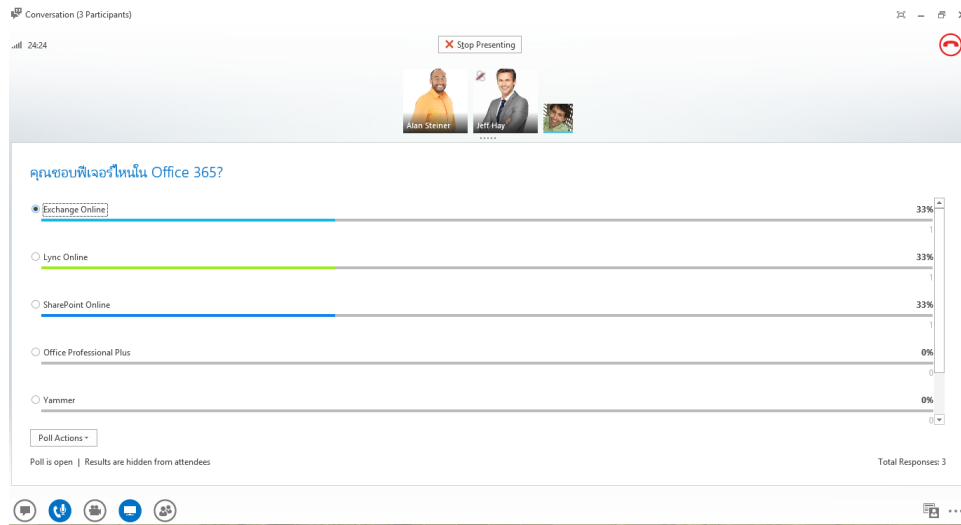 Conversation (3 Participants)
24:24
Stop Presenting
Alan Steiner
Jeff Hay
คุณชอบฟีเจอร์ไหนใน Office 365?
Exchange Online
33%
1
Lync Online
33%
1
SharePoint Online
33%
1
Office Professional Plus
0%
0
Yammer
0%
0
Poll Actions
Poll is open | Results are hidden from attendees
Total Responses: 3